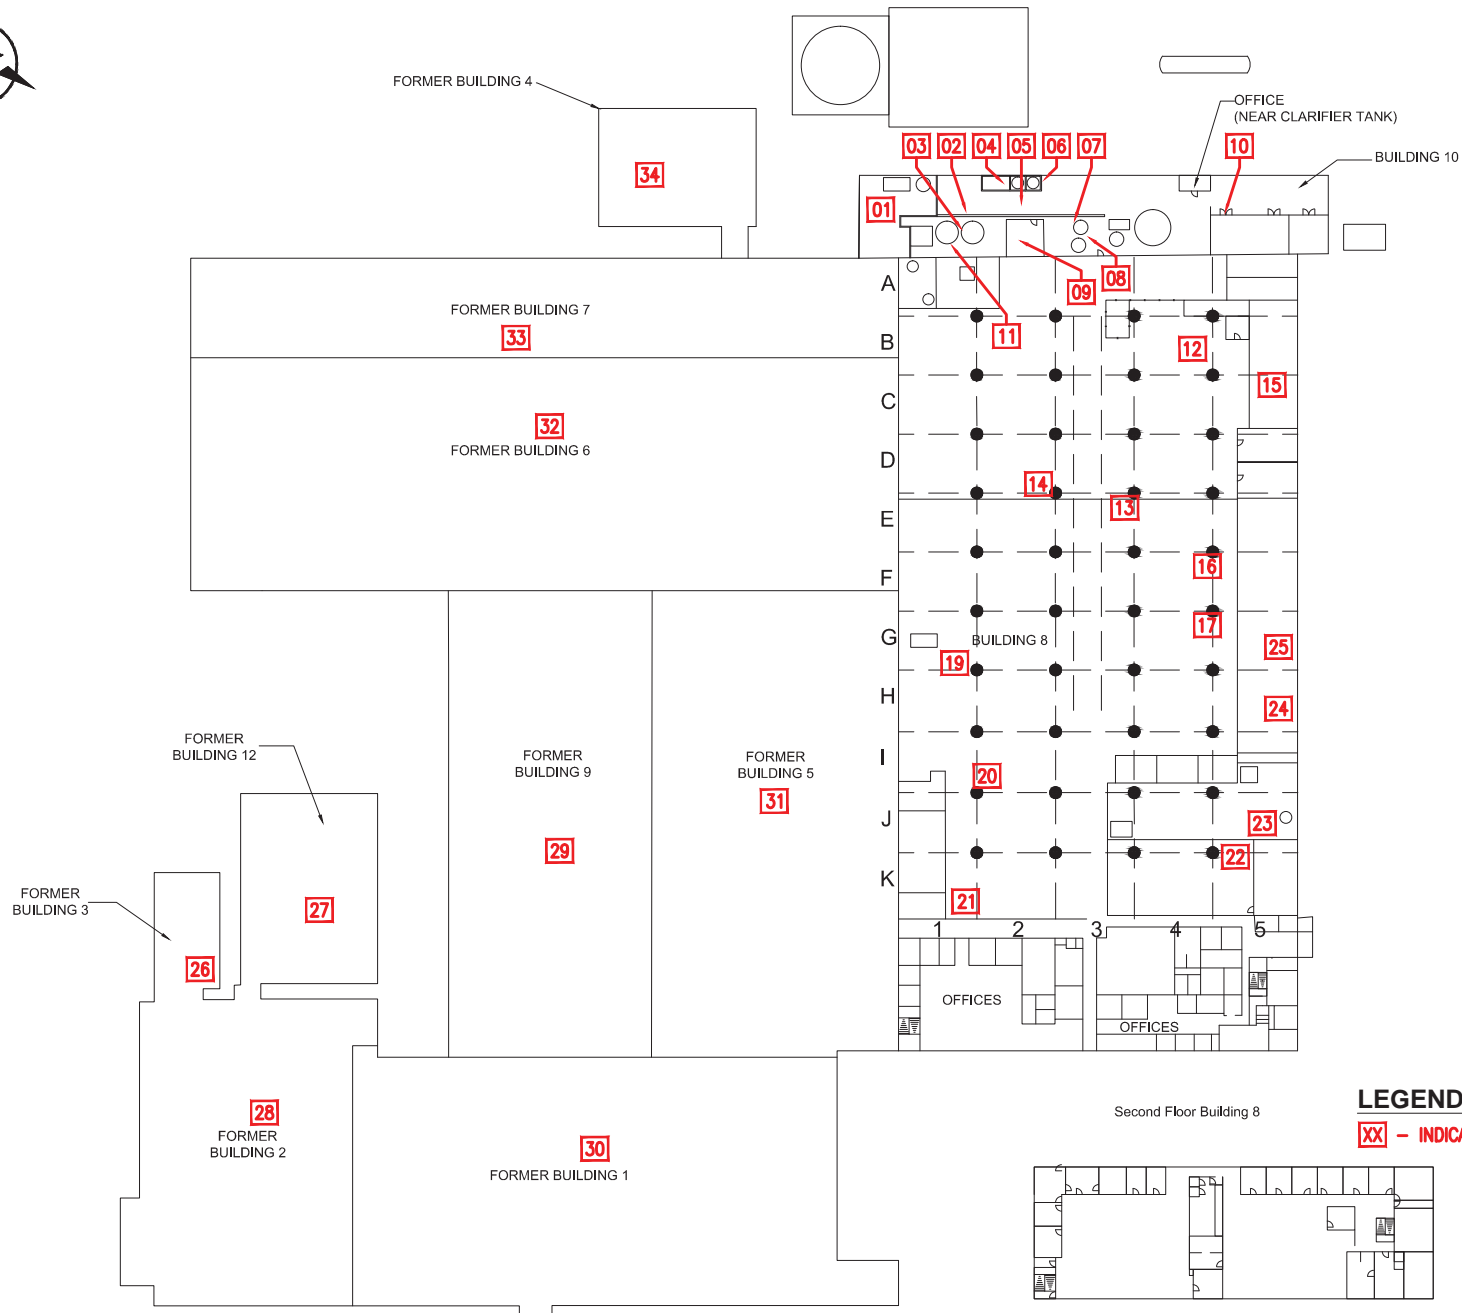 FORMER BUILDING 4
OFFICE
(NEAR CLARIFIER TANK)
BUILDING 10
03
02
04
05
06
07
10
34
01
A
08
09
FORMER BUILDING 7
33
11
B
12
15
C
32
FORMER BUILDING 6
D
14
13
E
16
F
17
G
BUILDING 8
25
19
H
24
FORMER
BUILDING 12
FORMER
BUILDING 9
FORMER
BUILDING 5
I
20
31
J
23
29
22
K
FORMER
BUILDING 3
27
21
1
2
3
4
5
26
OFFICES
OFFICES
28
FORMER
BUILDING 2
30
FORMER BUILDING 1
Second Floor Building 8
LEGEND
XX - INDICA